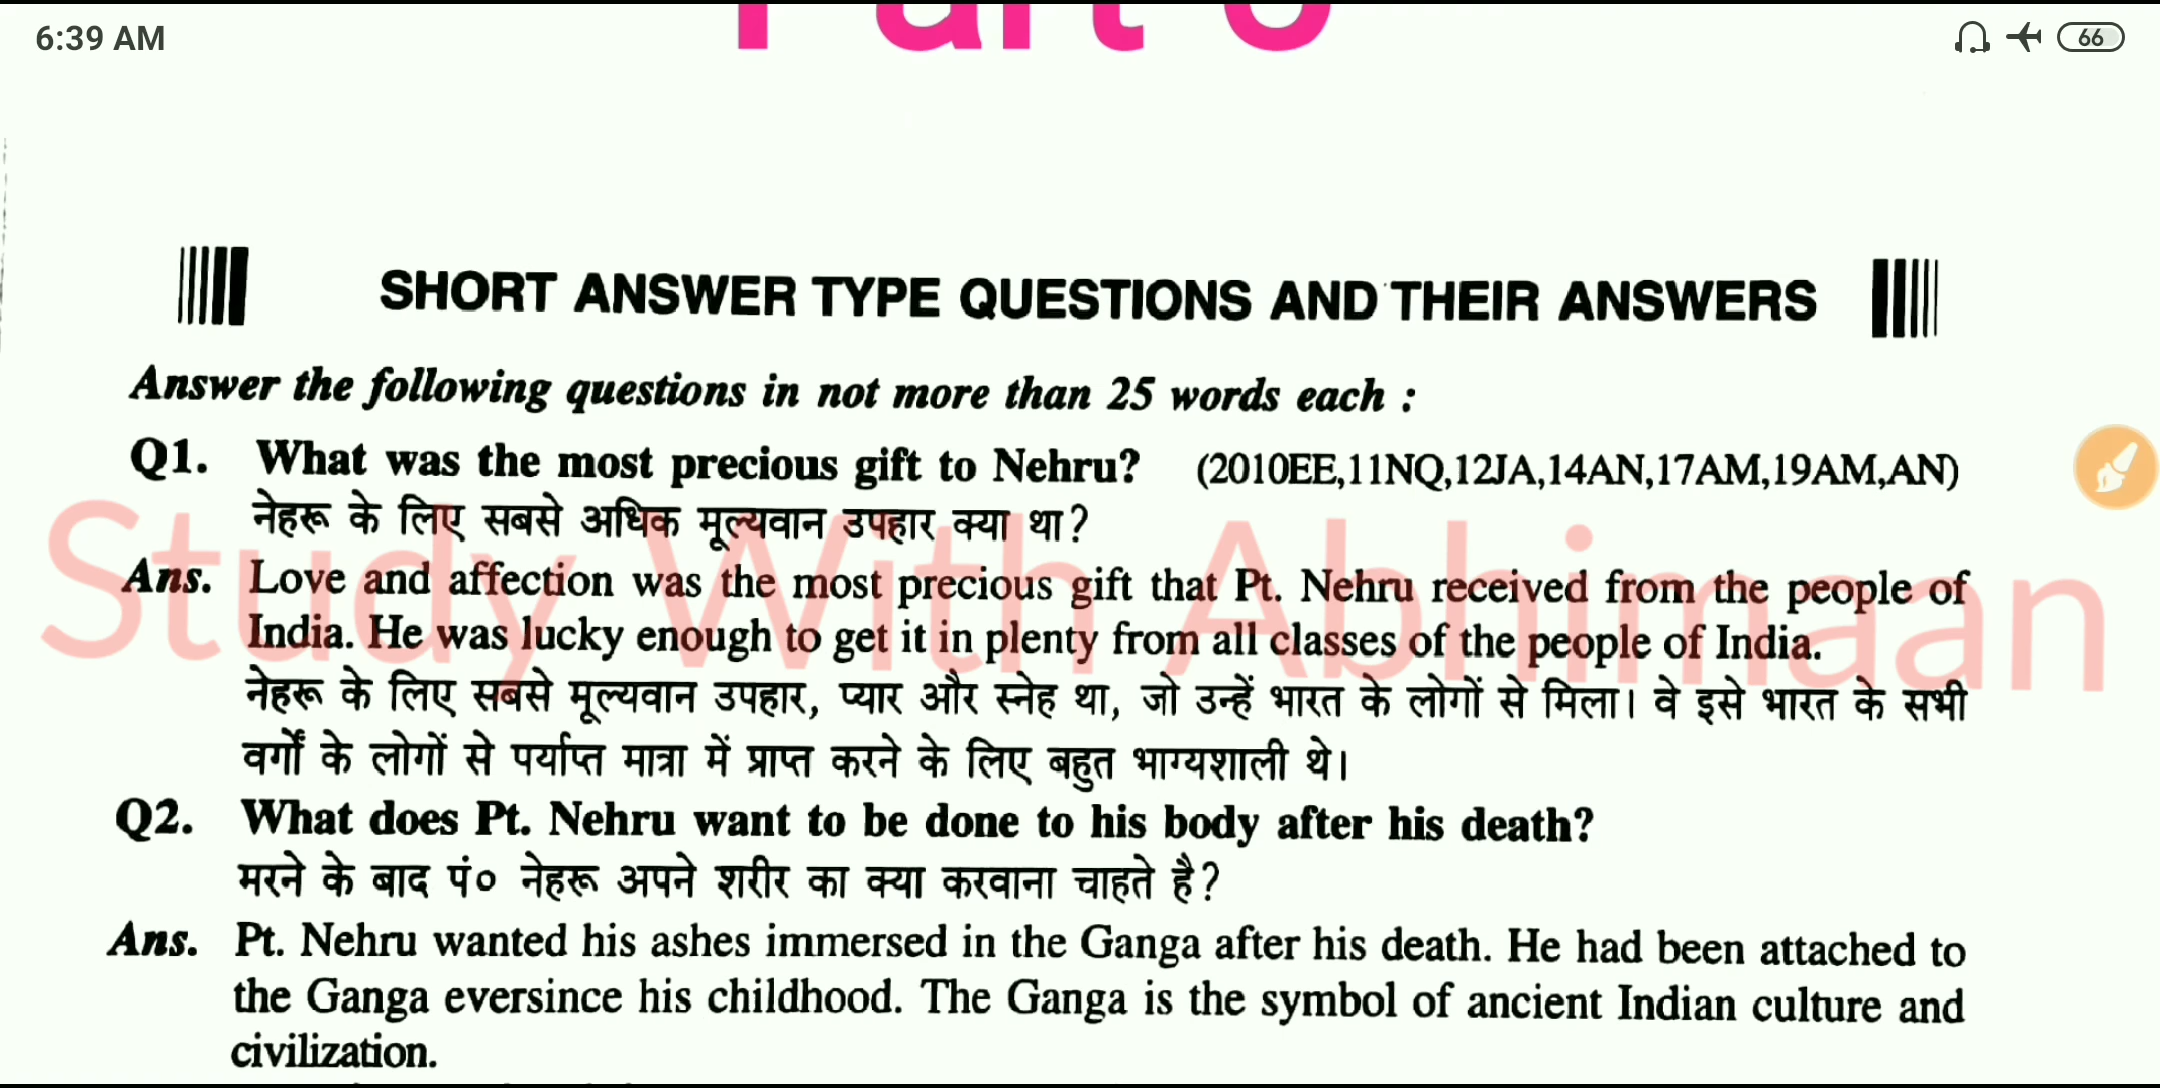 6:39 AM
66
SHORT ANSWER TYPE QUESTIONS AND THEIR ANSWERS
Answer the following questions in not more than 25 words each :
Q1. What was the most precious gift to Nehru? (2010EE,11NQ,12JA,14AN,17AM,19AM,AN)
नेहरू के लिए सबसे अधिक मूल्यवान उपहार क्या था?
Ans. Love and affection was the most precious gift that Pt. Nehru received from the people of
India. He was lucky enough to get it in plenty from all classes of the people of India.
नेहरू के लिए सबसे मूल्यवान उपहार, प्यार और स्नेह था, जो उन्हें भारत के लोगों से मिला। वे इसे भारत के सभी
वर्गों के लोगों से पर्याप्त मात्रा में प्राप्त करने के लिए बहुत भाग्यशाली थे।
Q2. What does Pt. Nehru want to be done to his body after his death?
मरने के बाद पं० नेहरू अपने शरीर का क्या करवाना चाहते है?
Ans. Pt. Nehru wanted his ashes immersed in the Ganga after his death. He had been attached to
the Ganga eversince his childhood. The Ganga is the symbol of ancient Indian culture and
civilization.
Study With Abhimaan